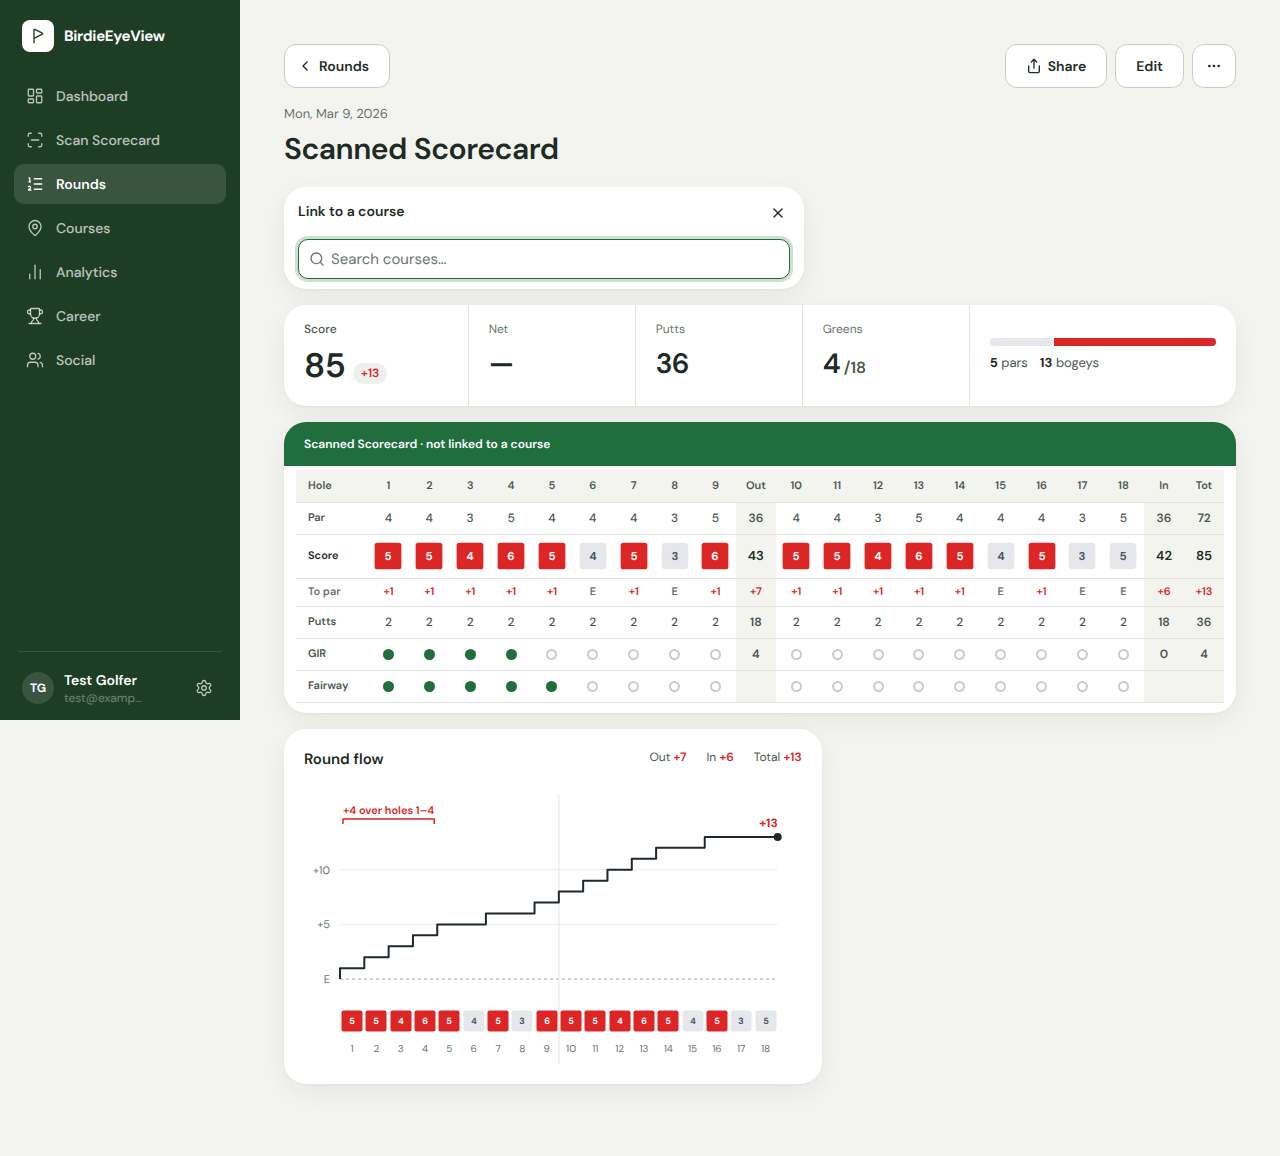 BirdieEyeView
Dashboard
Scan Scorecard
Rounds
Courses
Analytics
Career
Social
TG
Test Golfer
test@examp...
Rounds
Share
Edit
Mon, Mar 9, 2026
Scanned Scorecard
Link to a course
Search courses...
Score
85 +13
Net
—
Putts
36
Greens
4 /18
5 pars 13 bogeys
Scanned Scorecard · not linked to a course
Hole 1 2 3 4 5 6 7 8 9 Out 10 11 12 13 14 15 16 17 18 In Tot
Par 4 4 3 5 4 4 4 3 5 36 4 4 3 5 4 4 4 3 5 36 72
Score 5 5 4 6 5 4 5 3 6 43 5 5 4 6 5 4 5 3 5 42 85
To par +1 +1 +1 +1 +1 E +1 E +1 +7 +1 +1 +1 +1 +1 E +1 E E +6 +13
Putts 2 2 2 2 2 2 2 2 2 18 2 2 2 2 2 2 2 2 2 18 36
GIR 4 0 4
Fairway
Round flow
Out +7 In +6 Total +13
+4 over holes 1–4
+13
+10
+5
E
5 5 4 6 5 4 5 3 6 5 5 4 6 5 4 5 3 5
1 2 3 4 5 6 7 8 9 10 11 12 13 14 15 16 17 18